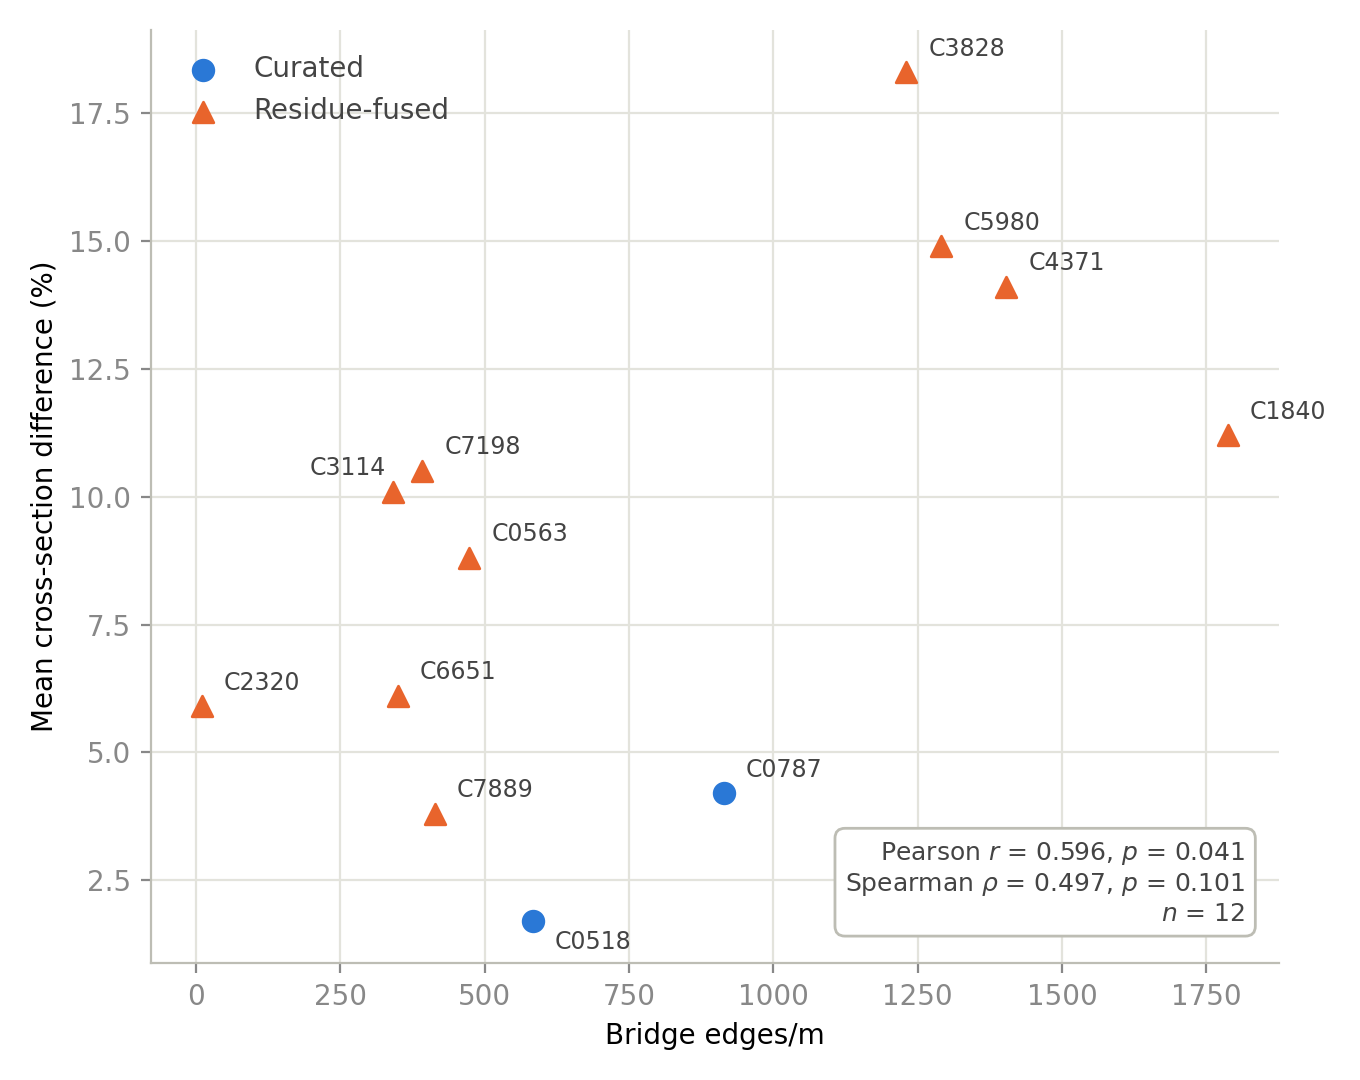 Curated
Residue-fused
C3828
C5980
C4371
C1840
C7198
C3114
C0563
C6651
C2320
C0787
C7889
C0518
Pearson r = 0.596, p = 0.041
Spearman ρ = 0.497, p = 0.101
n = 12
17.5
15.0
12.5
10.0
7.5
5.0
2.5
Mean cross-section difference (%)
0 250 500 750 1000 1250 1500 1750
Bridge edges/m